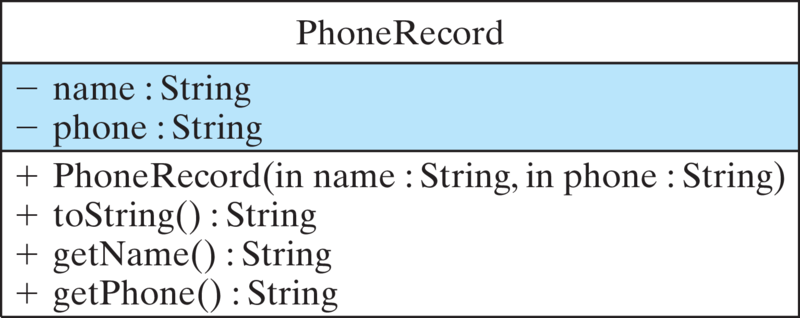 PhoneRecord
− name : String
− phone : String
+ PhoneRecord(in name : String, in phone : String)
+ toString() : String
+ getName() : String
+ getPhone() : String